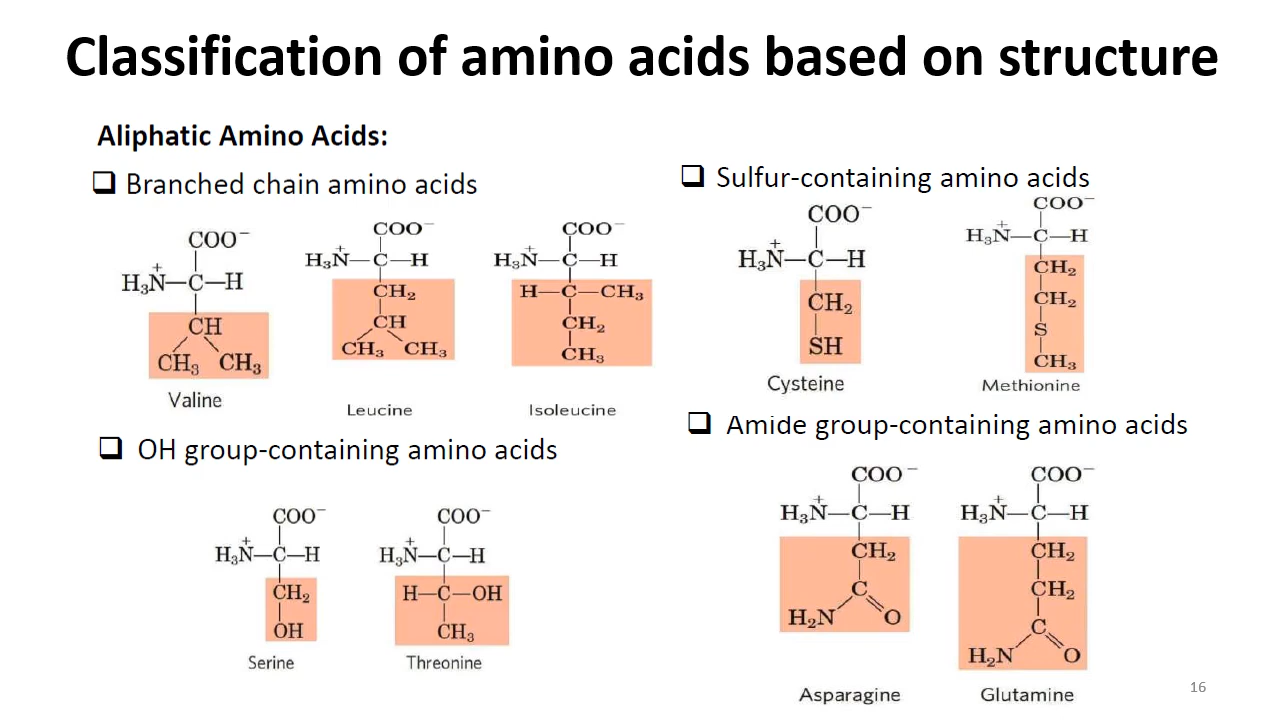 Classification of amino acids based on structure
Aliphatic Amino Acids:
❑ Branched chain amino acids
COO⁻
H₃N⁺—C—H
CH
CH₃ CH₃
Valine
COO⁻
H₃N⁺—C—H
CH₂
CH
CH₃ CH₃
Leucine
COO⁻
H₃N⁺—C—H
H—C—CH₃
CH₂
CH₃
Isoleucine
❑ Sulfur-containing amino acids
COO⁻
H₃N⁺—C—H
CH₂
SH
Cysteine
COO⁻
H₃N⁺—C—H
CH₂
CH₂
S
CH₃
Methionine
❑ OH group-containing amino acids
COO⁻
H₃N⁺—C—H
CH₂
OH
Serine
COO⁻
H₃N⁺—C—H
H—C—OH
CH₃
Threonine
❑ Amide group-containing amino acids
COO⁻
H₃N⁺—C—H
CH₂
C
H₂N O
Asparagine
COO⁻
H₃N⁺—C—H
CH₂
CH₂
C
H₂N O
Glutamine
16